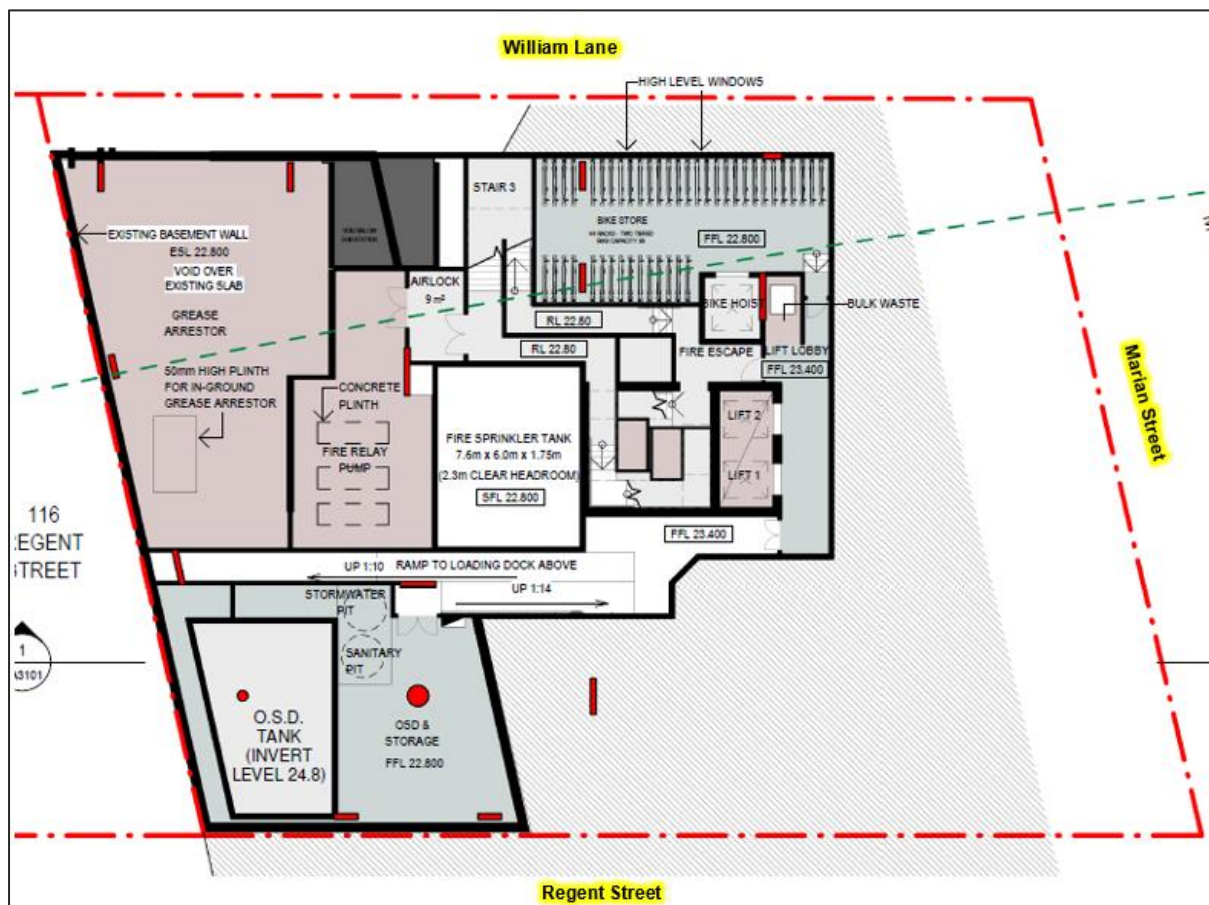 William Lane
HIGH LEVEL WINDOWS
STAIR 3
BIKE STORE
FFL 22.800
EXISTING BASEMENT WALL
ESL 22.800
VOID OVER
EXISTING SLAB
GREASE
ARRESTOR
AIRLOCK
9 m²
BIKE HOIST
BULK WASTE
RL 22.80
RL 22.80
FIRE ESCAPE
LIFT LOBBY
FFL 23.400
50mm HIGH PLINTH
FOR IN-GROUND
GREASE ARRESTOR
CONCRETE
PLINTH
FIRE RELAY
PUMP
FIRE SPRINKLER TANK
7.6m x 6.0m x 1.75m
(2.3m CLEAR HEADROOM)
SFL 22.800
LIFT 2
LIFT 1
Marian Street
116
REGENT
STREET
FFL 23.400
UP 1:10
RAMP TO LOADING DOCK ABOVE
UP 1:14
STORMWATER
PIT
SANITARY
PIT
1
A3101
O.S.D.
TANK
(INVERT
LEVEL 24.8)
OSD &
STORAGE
FFL 22.800
Regent Street